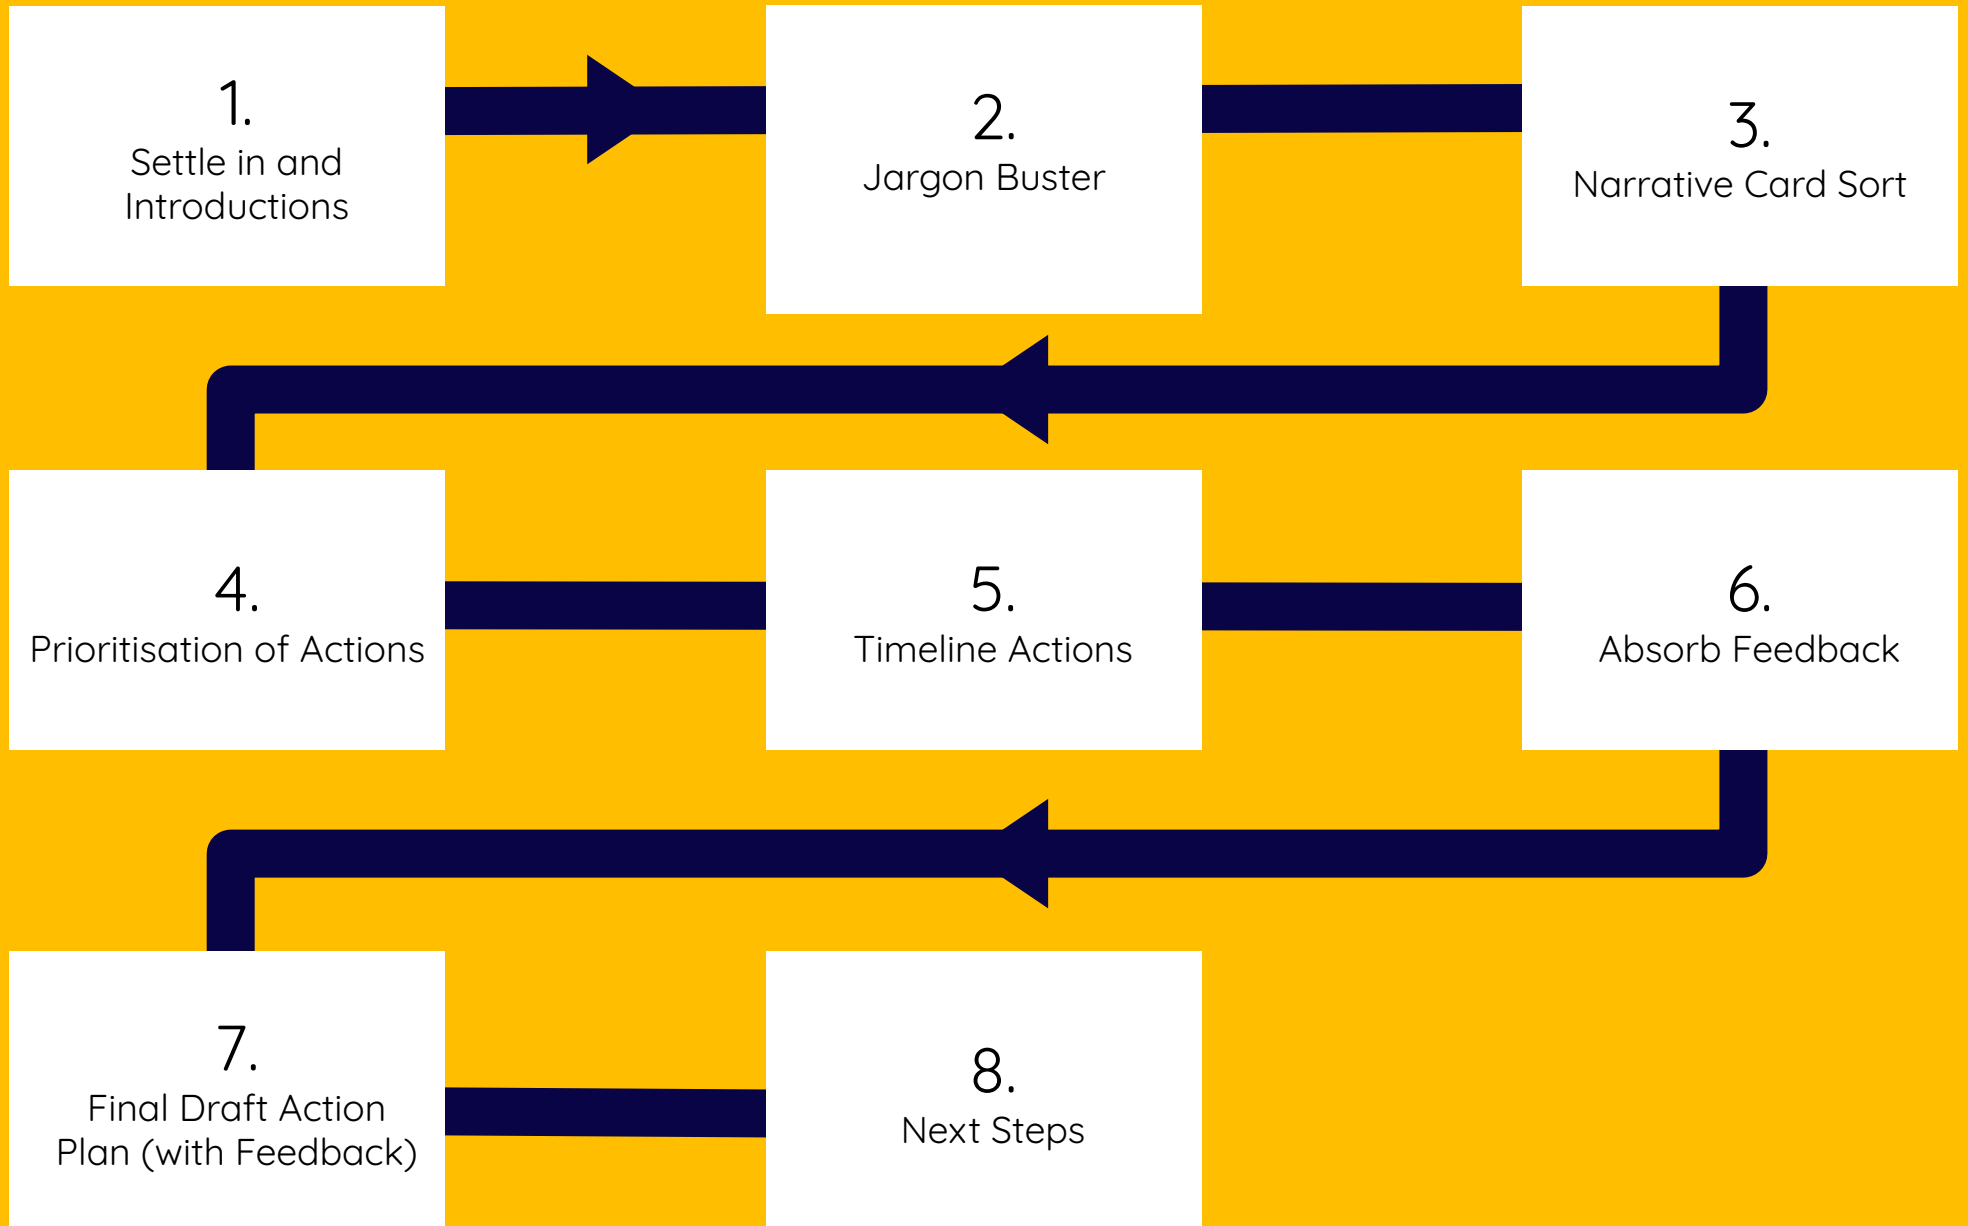 1.
Settle in and
Introductions
2.
Jargon Buster
3.
Narrative Card Sort
4.
Prioritisation of Actions
5.
Timeline Actions
6.
Absorb Feedback
7.
Final Draft Action
Plan (with Feedback)
8.
Next Steps